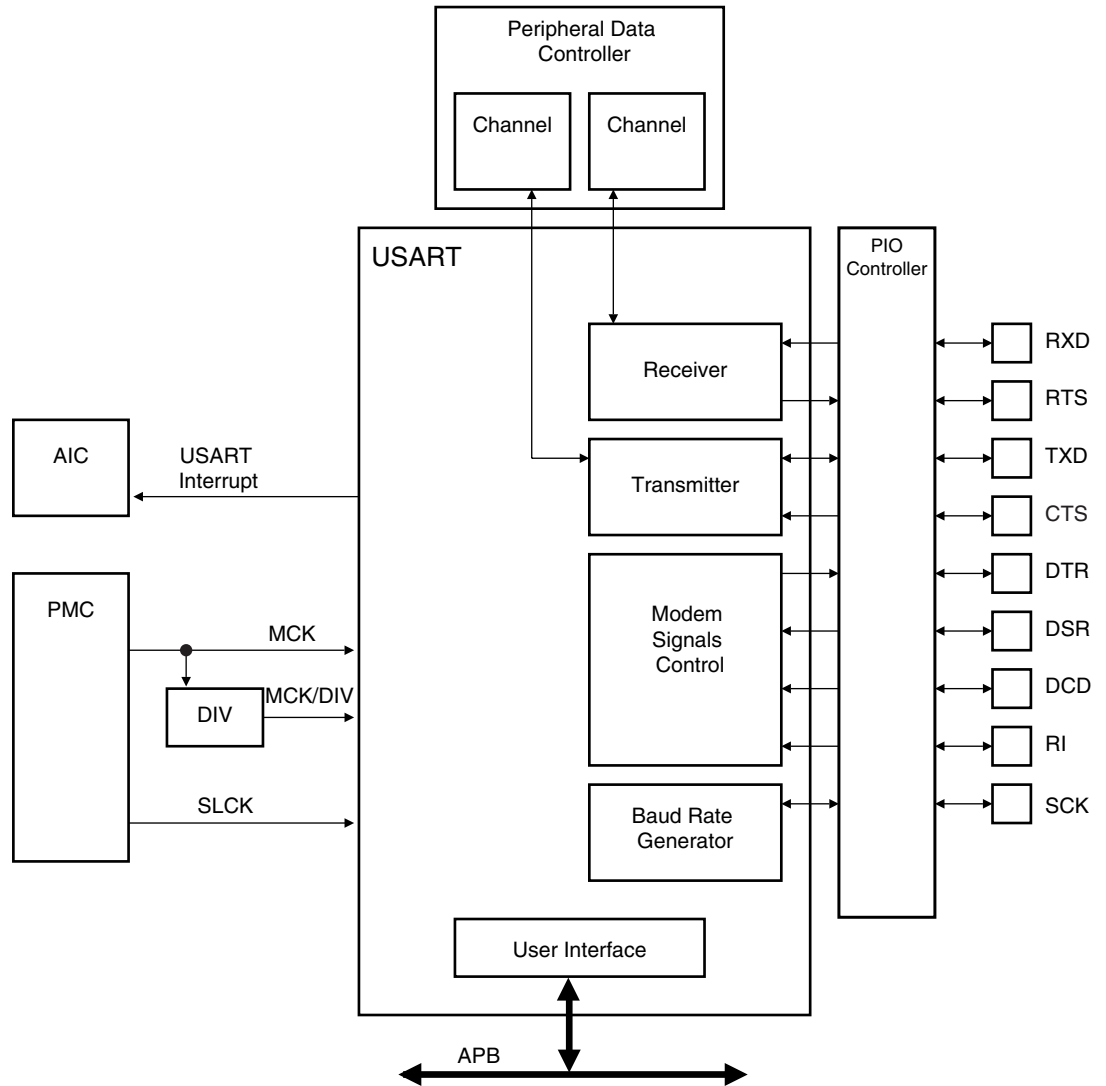 Peripheral Data
Controller
Channel
Channel
USART
PIO
Controller
Receiver
RXD
RTS
AIC
USART
Interrupt
Transmitter
TXD
CTS
PMC
MCK
DIV
MCK/DIV
SLCK
Modem
Signals
Control
DTR
DSR
DCD
RI
Baud Rate
Generator
SCK
User Interface
APB